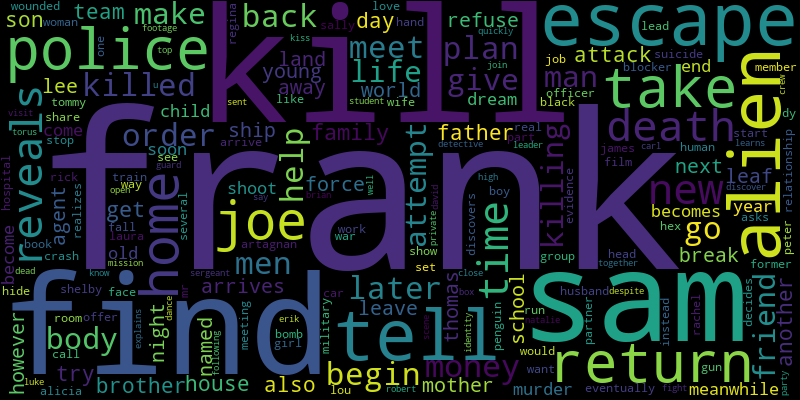 wounded woman team make back day love hand refuse lead
son kiss footage top
police kill escape
regina sally quickly join
meet plan attack job suicide member
life give man end blocker
killed land young away world dream officer black
lee tommy share stop child like wife
reveals order ship family father take alien
visit torus come soon arrive real part
frank death
hospital rick train see guard help attempt killing james carl human start dy
agent way open realizes several shoot force well david private
home new next film leaf relationship learns crew
book get fall laura old say brian show
joe work war artagnan discovers high boy evidence becomes year
go asks peter
men set group head together hex break former discover
become crash dead know mission arrives mr sergeant car later close box time
hide shelby face leave thomas husband
find tell sam friend
room offer night dance named meeting erik bomb girl military scene identity penguin school run partner instead rachel decides
body call explains following house would natalie despite return another
however try brother also begin money want
luke alicia lou robert mother murder eventually fight gun meanwhile party
detective leader student sent u one